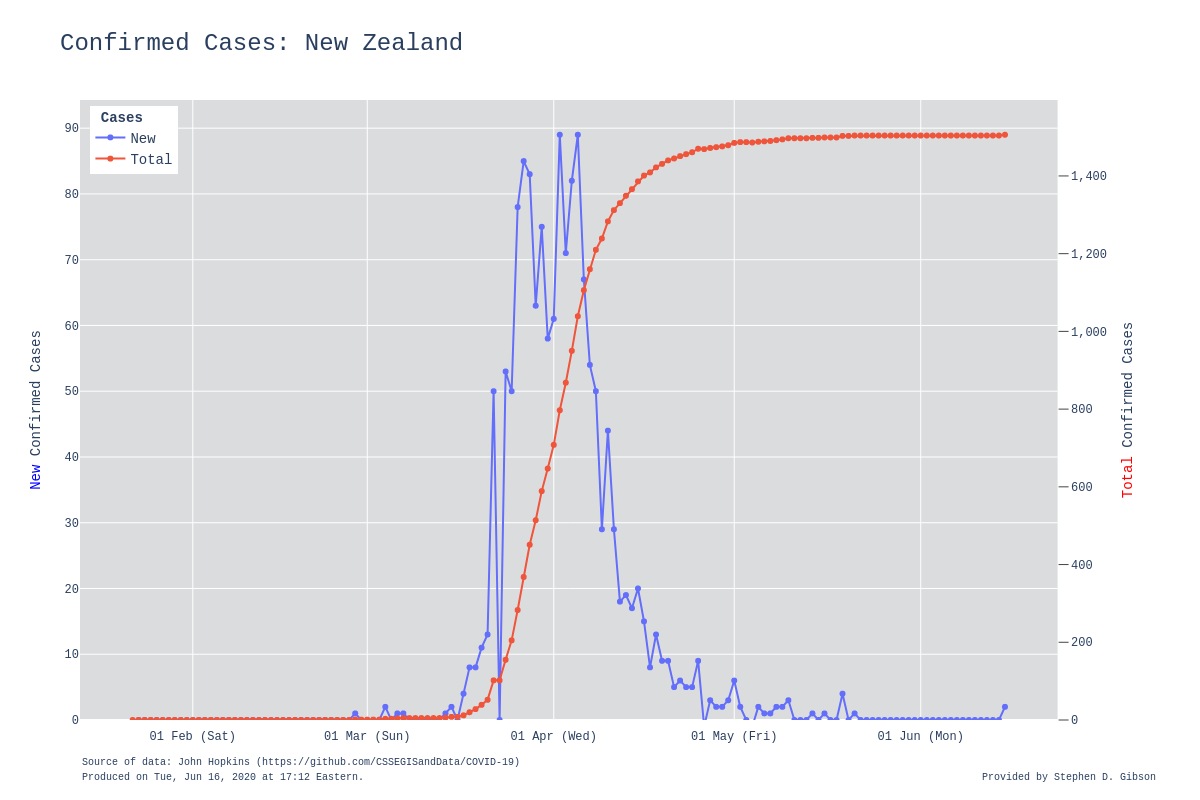 Confirmed Cases: New Zealand
Cases
New
Total
90
80
70
60
50
40
30
20
10
0
New Confirmed Cases
1,400
1,200
1,000
800
600
400
200
0
Total Confirmed Cases
01 Feb (Sat)
01 Mar (Sun)
01 Apr (Wed)
01 May (Fri)
01 Jun (Mon)
Source of data: John Hopkins (https://github.com/CSSEGISandData/COVID-19)
Produced on Tue, Jun 16, 2020 at 17:12 Eastern.
Provided by Stephen D. Gibson